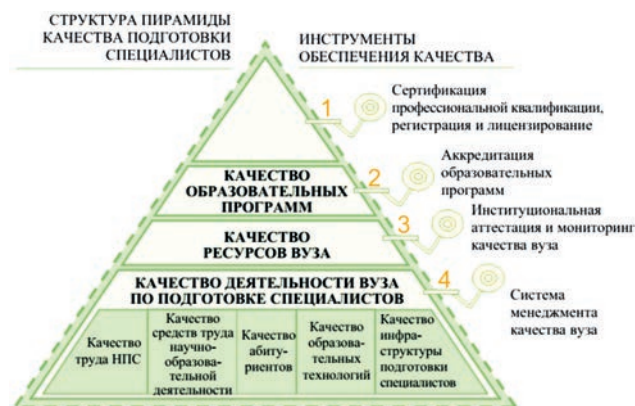 СТРУКТУРА ПИРАМИДЫ
КАЧЕСТВА ПОДГОТОВКИ
СПЕЦИАЛИСТОВ
ИНСТРУМЕНТЫ
ОБЕСПЕЧЕНИЯ КАЧЕСТВА
1
Сертификация
профессиональной квалификации,
регистрация и лицензирование
КАЧЕСТВО
ОБРАЗОВАТЕЛЬНЫХ
ПРОГРАММ
2
Аккредитация
образовательных
программ
КАЧЕСТВО
РЕСУРСОВ ВУЗА
3
Институциональная
аттестация и мониторинг
качества вуза
КАЧЕСТВО ДЕЯТЕЛЬНОСТИ ВУЗА
ПО ПОДГОТОВКЕ СПЕЦИАЛИСТОВ
4
Система
менеджмента
качества вуза
Качество
труда НПС
Качество
средств труда
научно-
образова-
тельной
деятельности
Качество
абиту-
риентов
Качество
образова-
тельных
технологий
Качество
инфра-
структуры
подготовки
специалистов